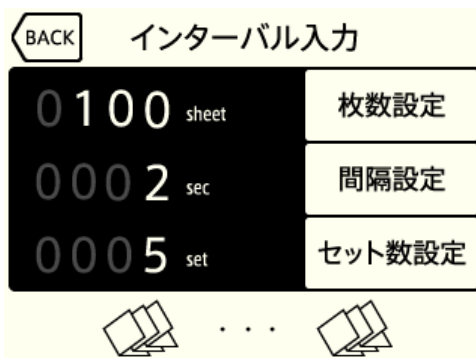 BACK インターバル入力
0100 sheet 枚数設定
0002 sec 間隔設定
0005 set セット数設定
. . .